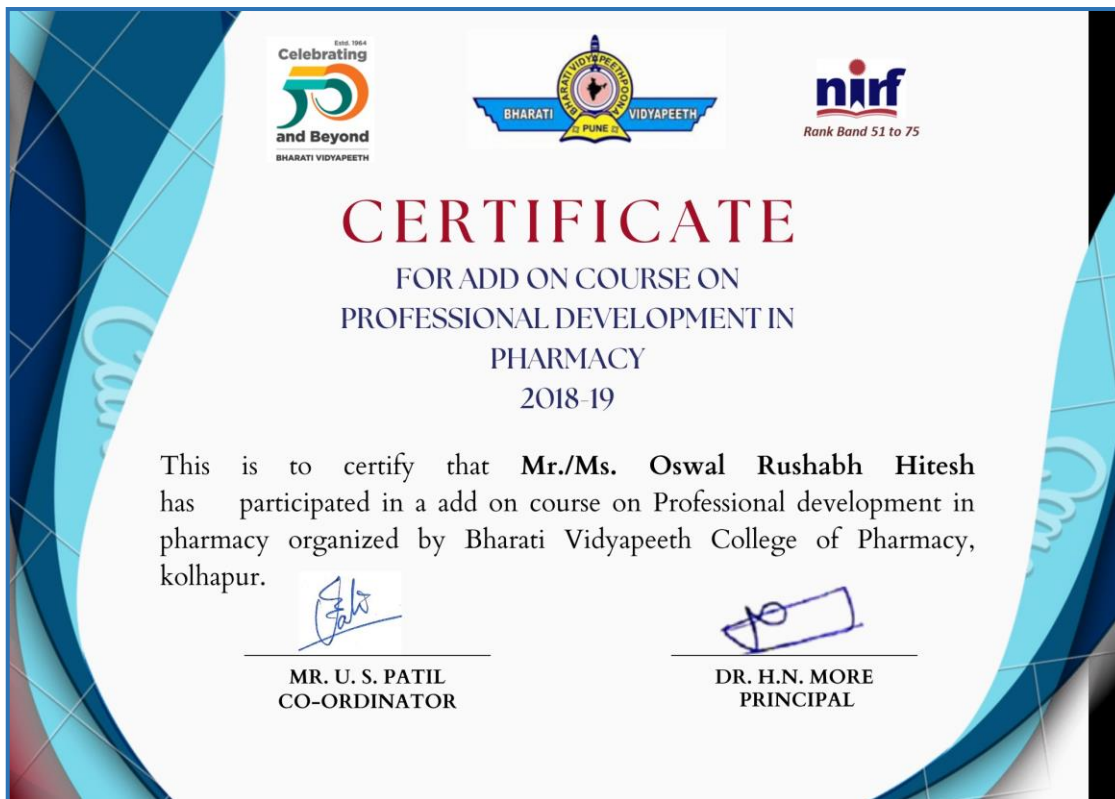 Estd. 1964
Celebrating
50
and Beyond
BHARATI VIDYAPEETH
BHARATI VIDYAPEETH POONA
BHARATI VIDYAPEETH
PUNE
nirf
Rank Band 51 to 75
CERTIFICATE
FOR ADD ON COURSE ON
PROFESSIONAL DEVELOPMENT IN
PHARMACY
2018-19
This is to certify that Mr./Ms. Oswal Rushabh Hitesh
has participated in a add on course on Professional development in
pharmacy organized by Bharati Vidyapeeth College of Pharmacy,
kolhapur.
MR. U. S. PATIL
CO-ORDINATOR
DR. H.N. MORE
PRINCIPAL